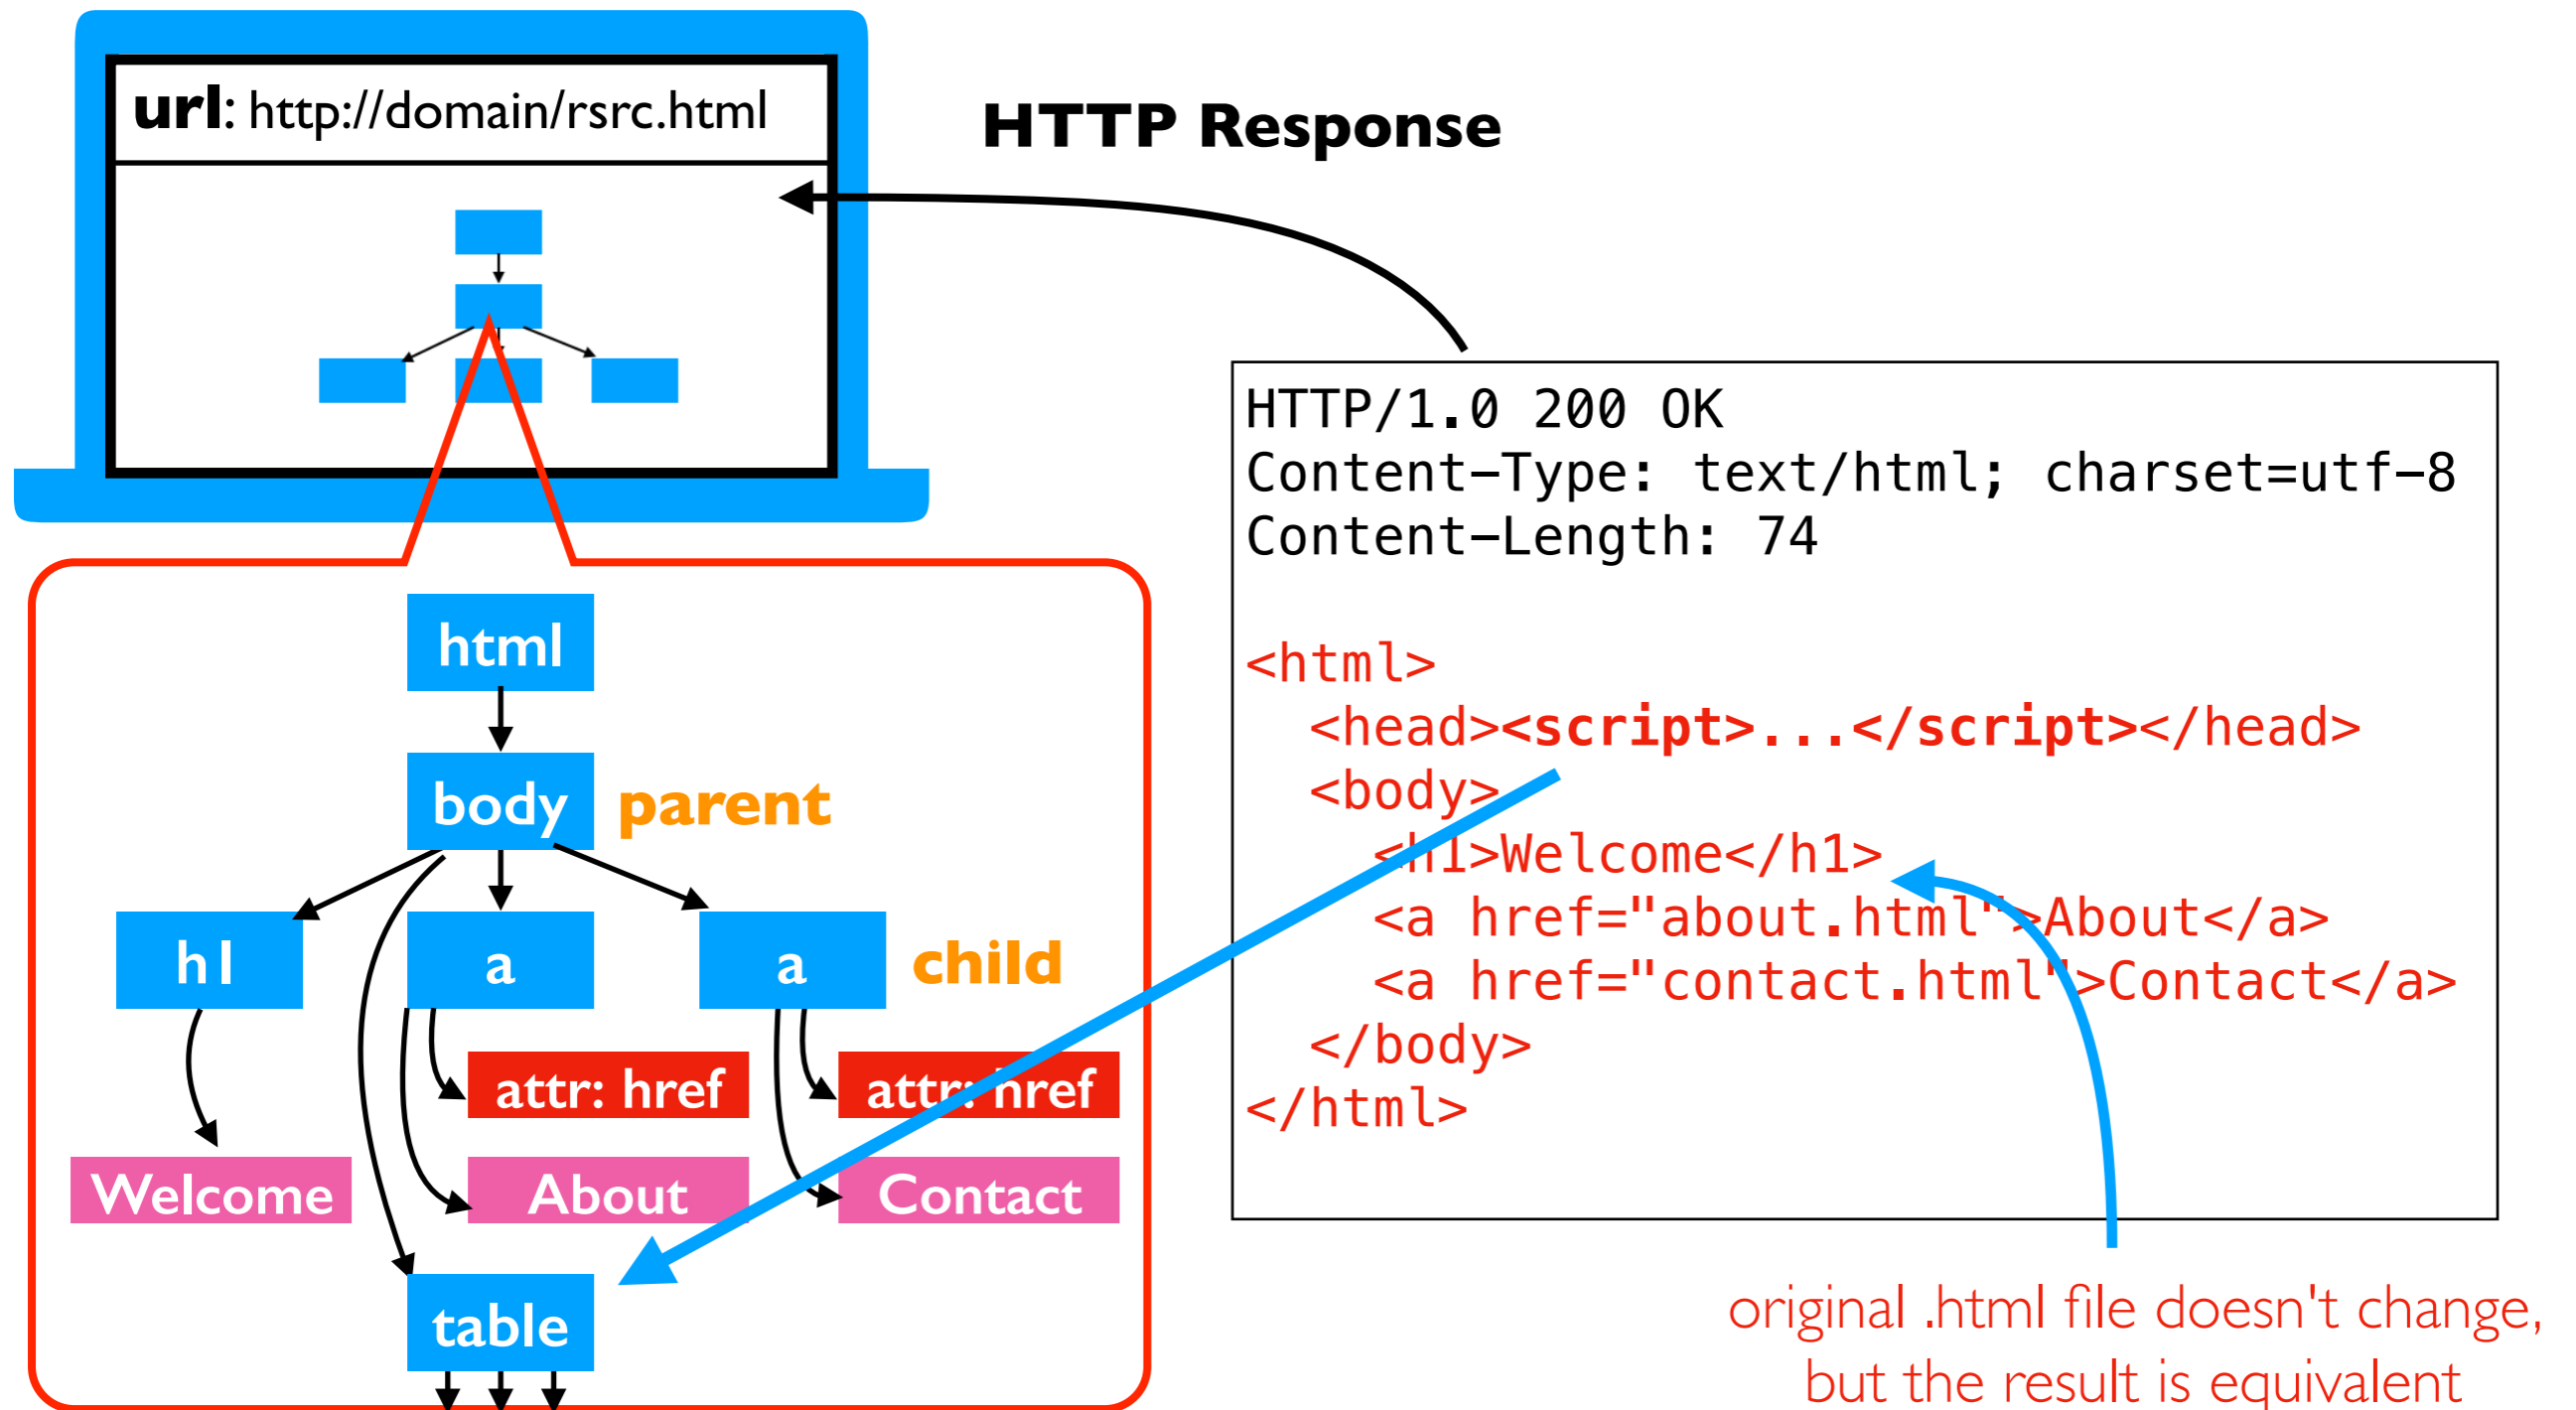 url: http://domain/rsrc.html
HTTP Response
HTTP/1.0 200 OK
Content-Type: text/html; charset=utf-8
Content-Length: 74
<html>
<head><script>...</script></head>
<body>
<h1>Welcome</h1>
<a href="about.html">About</a>
<a href="contact.html">Contact</a>
</body>
</html>
html
body parent
h1 a a child
attr: href attr: href
Welcome About Contact
table
original .html file doesn't change,
but the result is equivalent